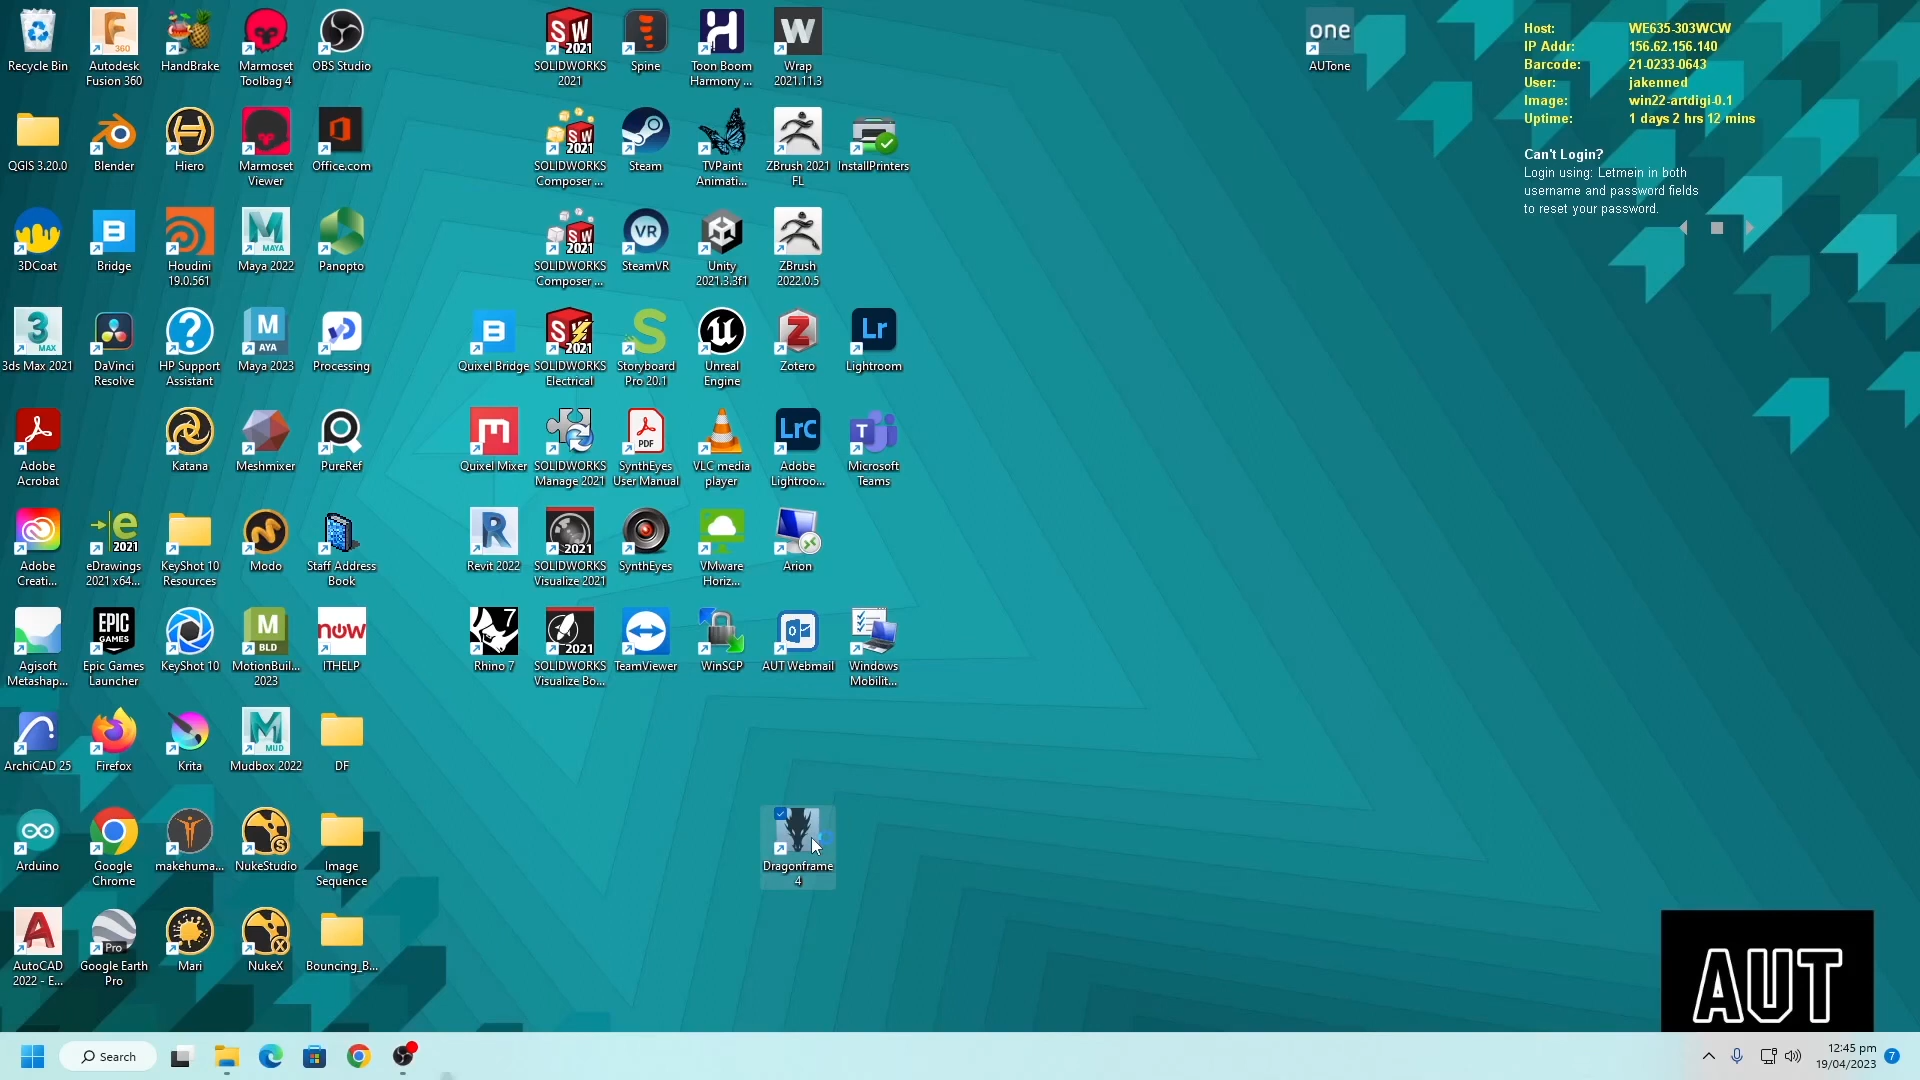 Recycle Bin
Autodesk
Fusion 360
HandBrake
Marmoset
Toolbag 4
OBS Studio
SOLIDWORKS
2021
Spine
Toon Boom
Harmony ...
Wrap
2021.11.3
one
AUTone
Host: WE635-303WCW
IP Addr: 156.62.156.140
Barcode: 21-0233-0643
User: jakenned
Image: win22-artdigi-0.1
Uptime: 1 days 2 hrs 12 mins
Can't Login?
Login using: Letmein in both
username and password fields
to reset your password.
QGIS 3.20.0
Blender
Hiero
Marmoset
Viewer
Office.com
SOLIDWORKS
Composer ...
Steam
TVPaint
Animati...
ZBrush 2021
FL
InstallPrinters
3DCoat
Bridge
Houdini
19.0.561
Maya 2022
Panopto
SOLIDWORKS
Composer ...
SteamVR
Unity
2021.3.3f1
ZBrush
2022.0.5
3ds Max 2021
DaVinci
Resolve
HP Support
Assistant
Maya 2023
Processing
Quixel Bridge
SOLIDWORKS
Electrical
Storyboard
Pro 20.1
Unreal
Engine
Zotero
Lightroom
Adobe
Acrobat
Katana
Meshmixer
PureRef
Quixel Mixer
SOLIDWORKS
Manage 2021
SynthEyes
User Manual
VLC media
player
Adobe
Lightroo...
Microsoft
Teams
Adobe
Creati...
eDrawings
2021 x64...
KeyShot 10
Resources
Modo
Staff Address
Book
Revit 2022
SOLIDWORKS
Visualize 2021
SynthEyes
VMware
Horiz...
Arion
Agisoft
Metashap...
Epic Games
Launcher
KeyShot 10
MotionBuil...
2023
ITHELP
Rhino 7
SOLIDWORKS
Visualize Bo...
TeamViewer
WinSCP
AUT Webmail
Windows
Mobilit...
ArchiCAD 25
Firefox
Krita
Mudbox 2022
DF
Arduino
Google
Chrome
makehuma...
NukeStudio
Image
Sequence
Dragonframe
4
AutoCAD
2022 - E...
Google Earth
Pro
Mari
NukeX
Bouncing_B...
AUT
Search
12:45 pm
19/04/2023
7